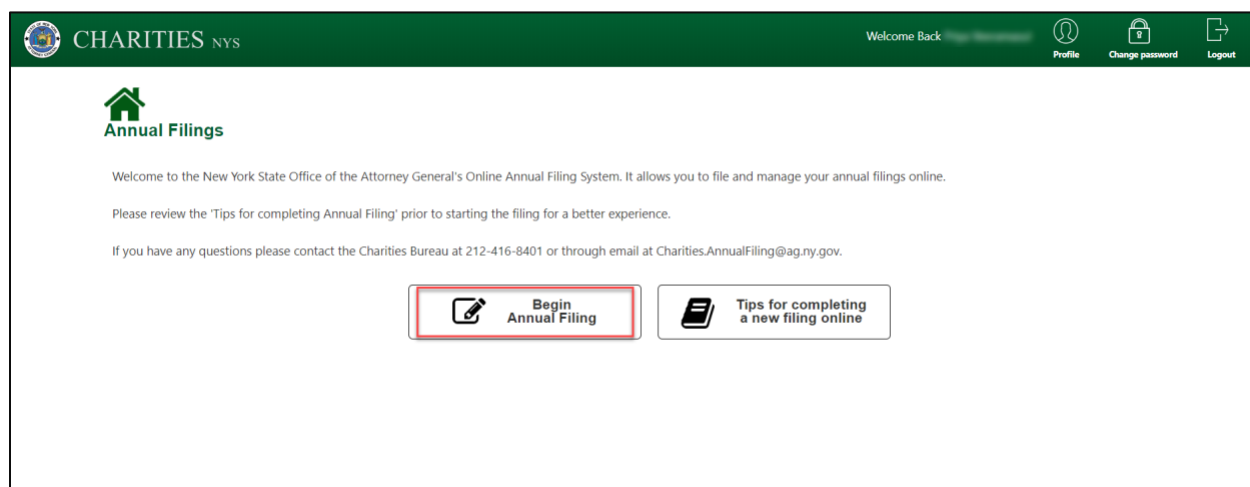 CHARITIES NYS
Welcome Back
Profile
Change password
Logout
Annual Filings
Welcome to the New York State Office of the Attorney General's Online Annual Filing System. It allows you to file and manage your annual filings online.
Please review the 'Tips for completing Annual Filing' prior to starting the filing for a better experience.
If you have any questions please contact the Charities Bureau at 212-416-8401 or through email at Charities.AnnualFiling@ag.ny.gov.
Begin
Annual Filing
Tips for completing
a new filing online